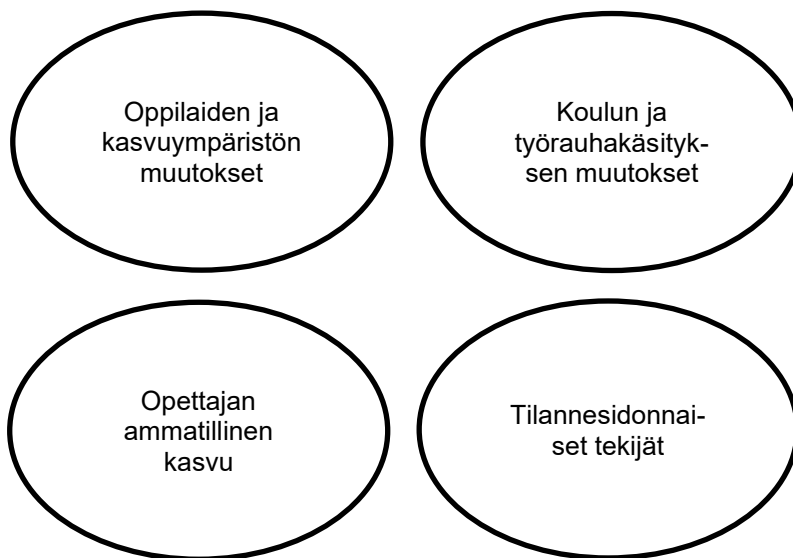 Oppilaiden ja
kasvuympäristön
muutokset
Koulun ja
työrauhakäsityk-
sen muutokset
Opettajan
ammatillinen
kasvu
Tilannesidonnai-
set tekijät